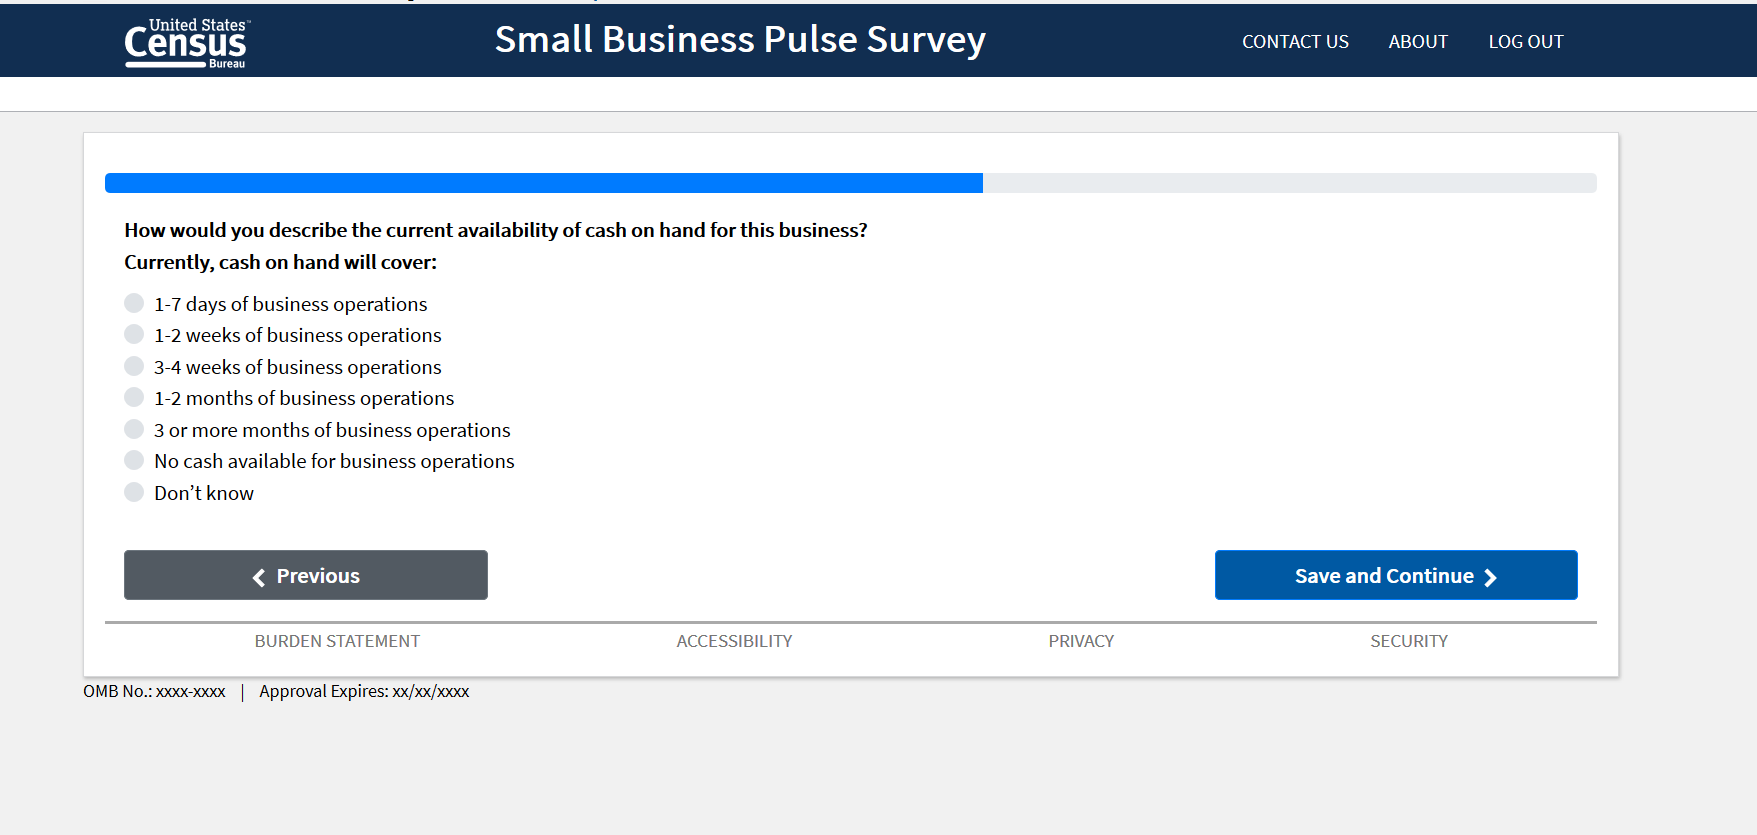 United States™
Census
Bureau
Small Business Pulse Survey
CONTACT US ABOUT LOG OUT
How would you describe the current availability of cash on hand for this business?
Currently, cash on hand will cover:
1-7 days of business operations
1-2 weeks of business operations
3-4 weeks of business operations
1-2 months of business operations
3 or more months of business operations
No cash available for business operations
Don’t know
Previous Save and Continue
BURDEN STATEMENT ACCESSIBILITY PRIVACY SECURITY
OMB No.: xxxx-xxxx | Approval Expires: xx/xx/xxxx